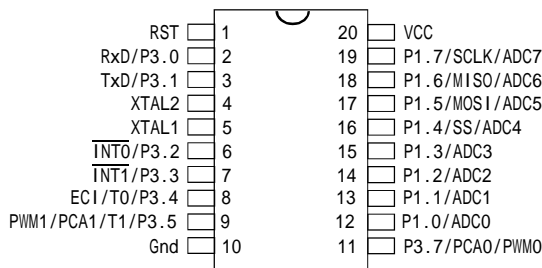 RST 1 20 VCC
RxD/P3.0 2 19 P1.7/SCLK/ADC7
TxD/P3.1 3 18 P1.6/MISO/ADC6
XTAL2 4 17 P1.5/MOSI/ADC5
XTAL1 5 16 P1.4/SS/ADC4
INT0/P3.2 6 15 P1.3/ADC3
INT1/P3.3 7 14 P1.2/ADC2
ECI/T0/P3.4 8 13 P1.1/ADC1
PWM1/PCA1/T1/P3.5 9 12 P1.0/ADC0
Gnd 10 11 P3.7/PCA0/PWM0